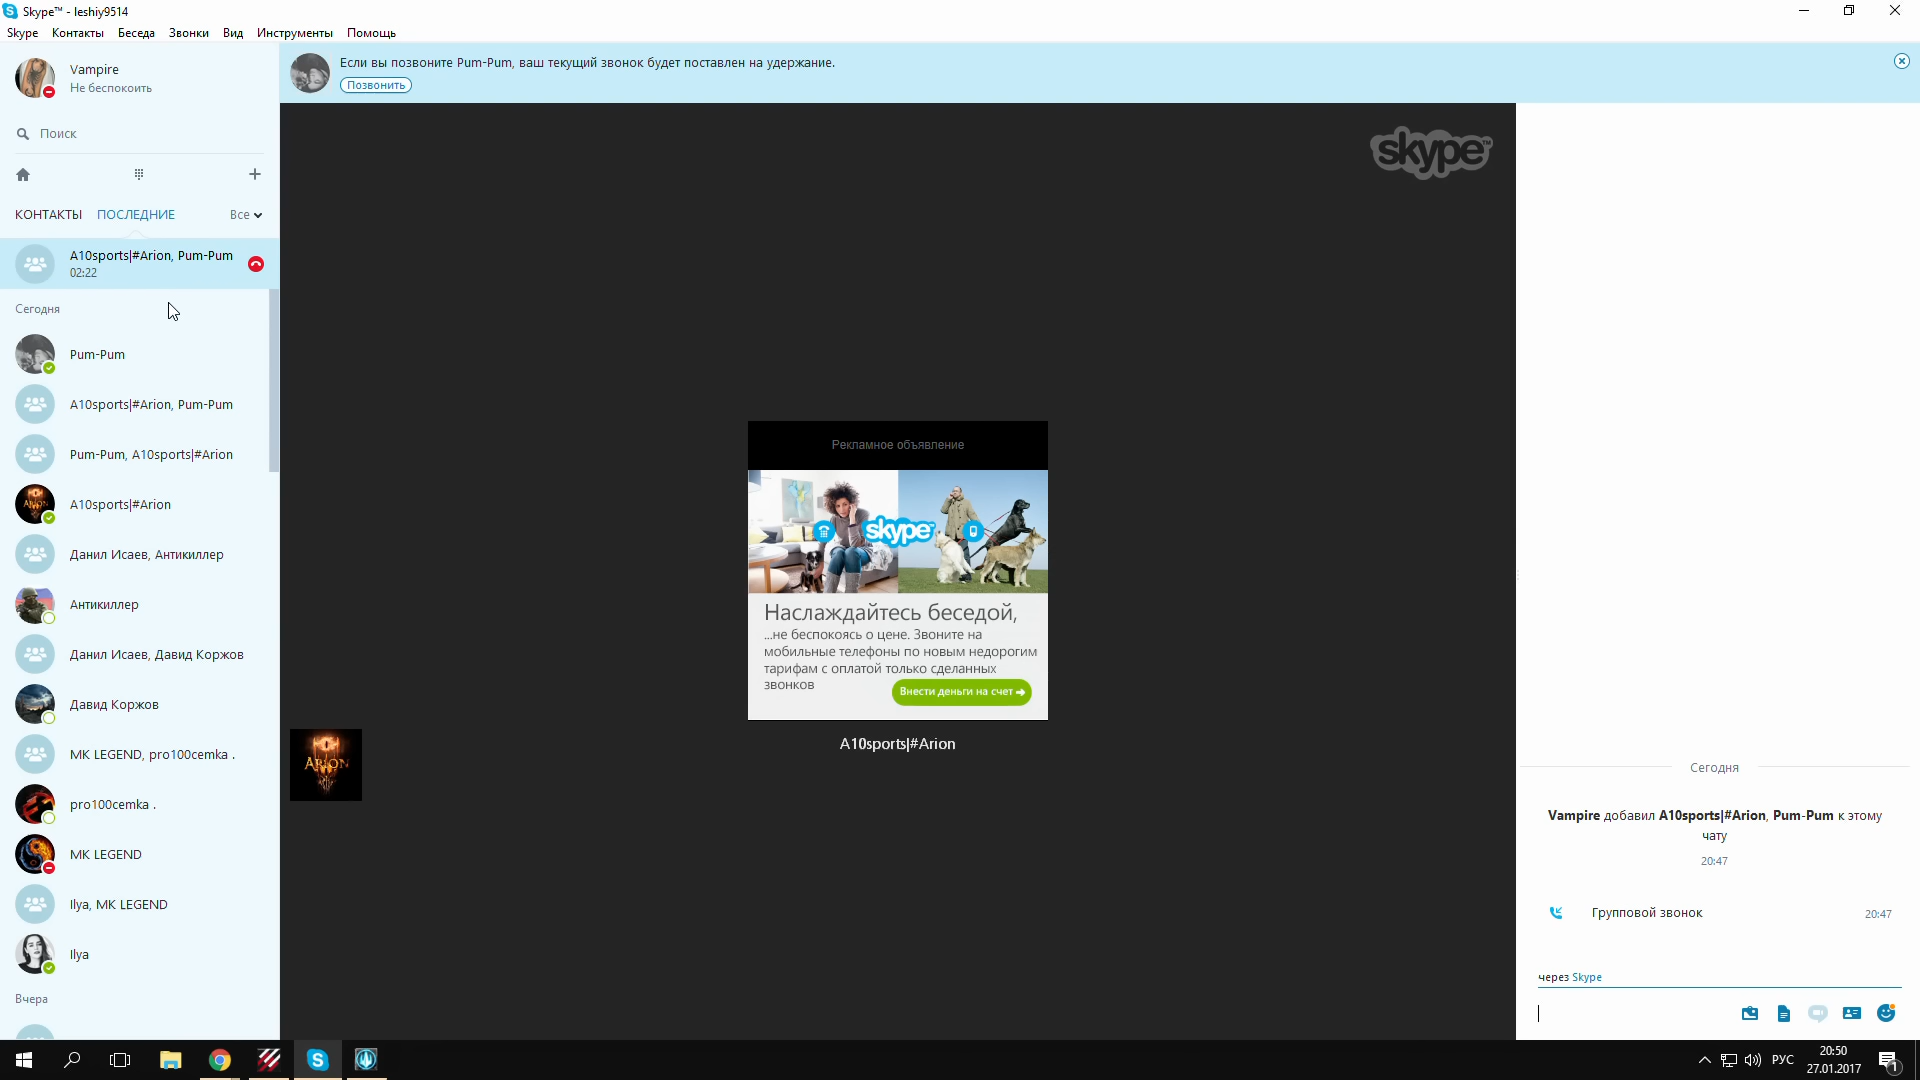 Skype™ - leshiy9514
Skype Контакты Беседа Звонки Вид Инструменты Помощь
Vampire
Не беспокоить
Поиск
КОНТАКТЫ ПОСЛЕДНИЕ Все
A10sports|#Arion, Pum-Pum
02:22
Сегодня
Pum-Pum
A10sports|#Arion, Pum-Pum
Pum-Pum, A10sports|#Arion
A10sports|#Arion
Данил Исаев, Антикиллер
Антикиллер
Данил Исаев, Давид Коржов
Давид Коржов
MK LEGEND, pro100cemka .
pro100cemka .
MK LEGEND
Ilya, MK LEGEND
Ilya
Вчера
Если вы позвоните Pum-Pum, ваш текущий звонок будет поставлен на удержание.
Позвонить
skype™
Рекламное объявление
skype™
Наслаждайтесь беседой,
...не беспокоясь о цене. Звоните на
мобильные телефоны по новым недорогим
тарифам с оплатой только сделанных
звонков
Внести деньги на счет
A10sports|#Arion
ARION
Сегодня
Vampire добавил A10sports|#Arion, Pum-Pum к этому
чату
20:47
Групповой звонок 20:47
через Skype
РУС
20:50
27.01.2017
1